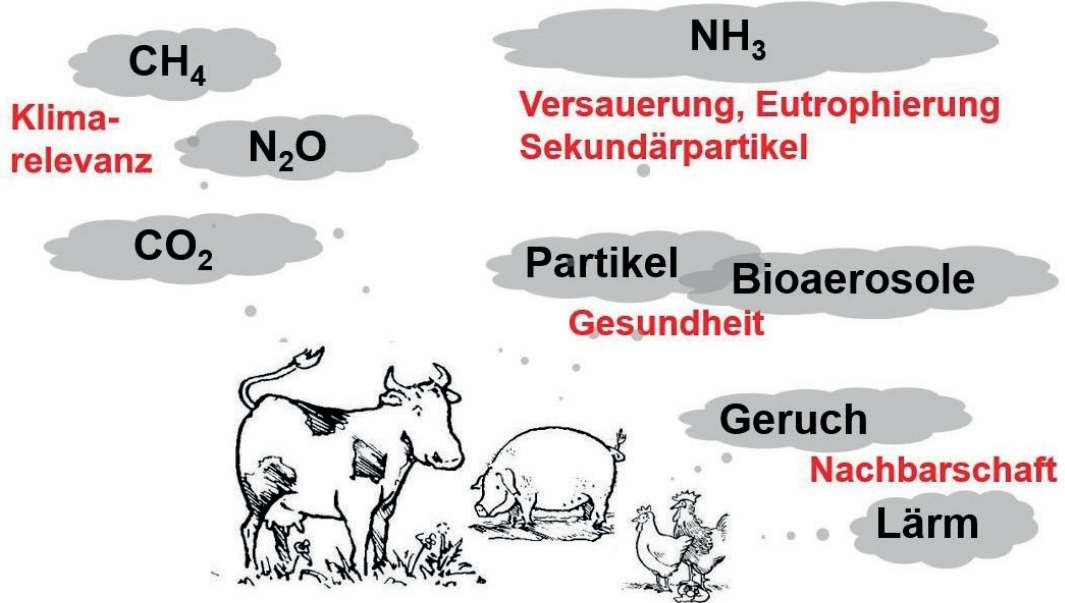 CH₄
NH₃
Klima-
relevanz
Versauerung, Eutrophierung
Sekundärpartikel
N₂O
CO₂
Partikel
Bioaerosole
Gesundheit
Geruch
Nachbarschaft
Lärm